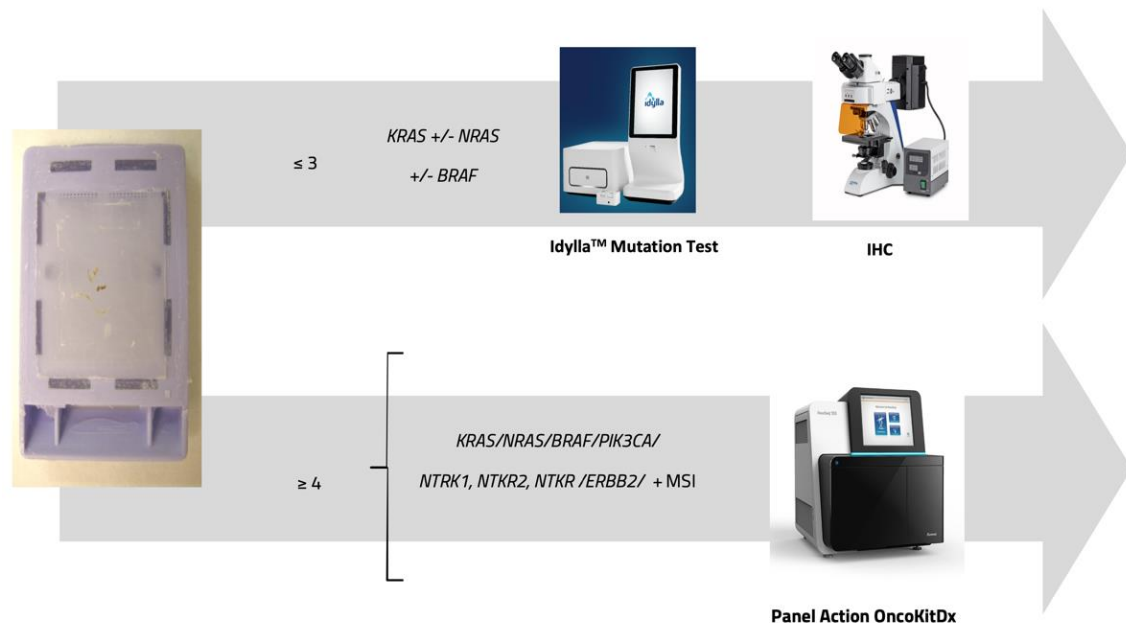 ≤ 3
KRAS +/- NRAS
+/- BRAF
idylla
Idylla™ Mutation Test
IHC
≥ 4
KRAS/NRAS/BRAF/PIK3CA/
NTRK1, NTKR2, NTKR /ERBB2/ + MSI
Panel Action OncoKitDx